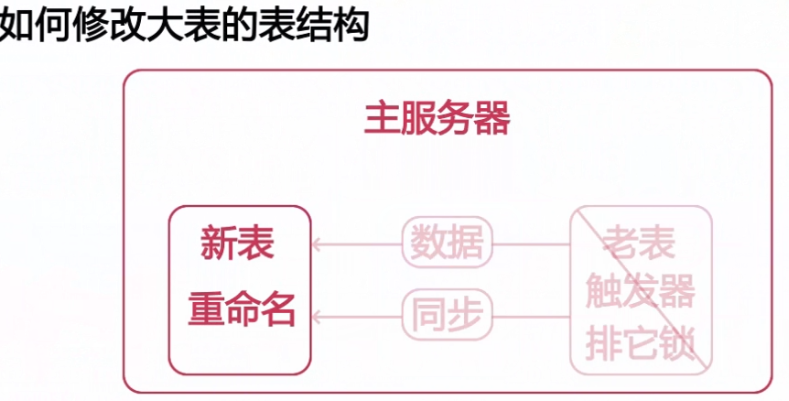 如何修改大表的表结构
主服务器
新表
重命名
数据
同步
老表
触发器
排它锁